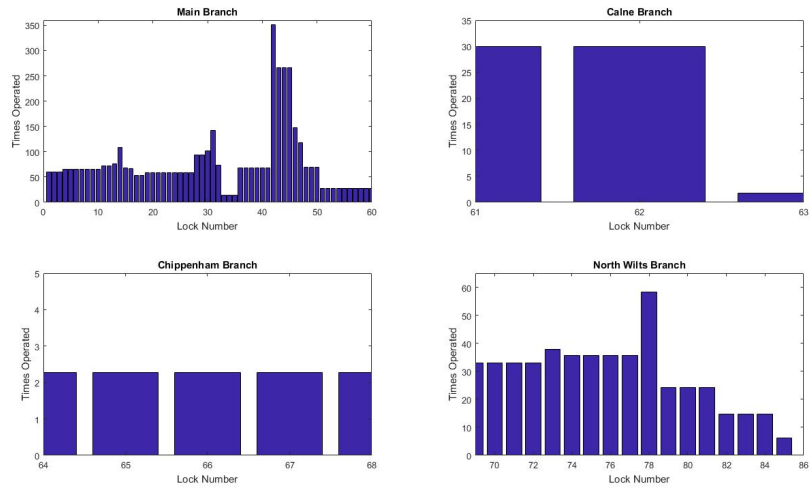 Main Branch
Times Operated
350
300
250
200
150
100
50
0
0 10 20 30 40 50 60
Lock Number
Calne Branch
Times Operated
35
30
25
20
15
10
5
0
61 62 63
Lock Number
Chippenham Branch
Times Operated
5
4
3
2
1
0
64 65 66 67 68
Lock Number
North Wilts Branch
Times Operated
60
50
40
30
20
10
0
70 72 74 76 78 80 82 84 86
Lock Number